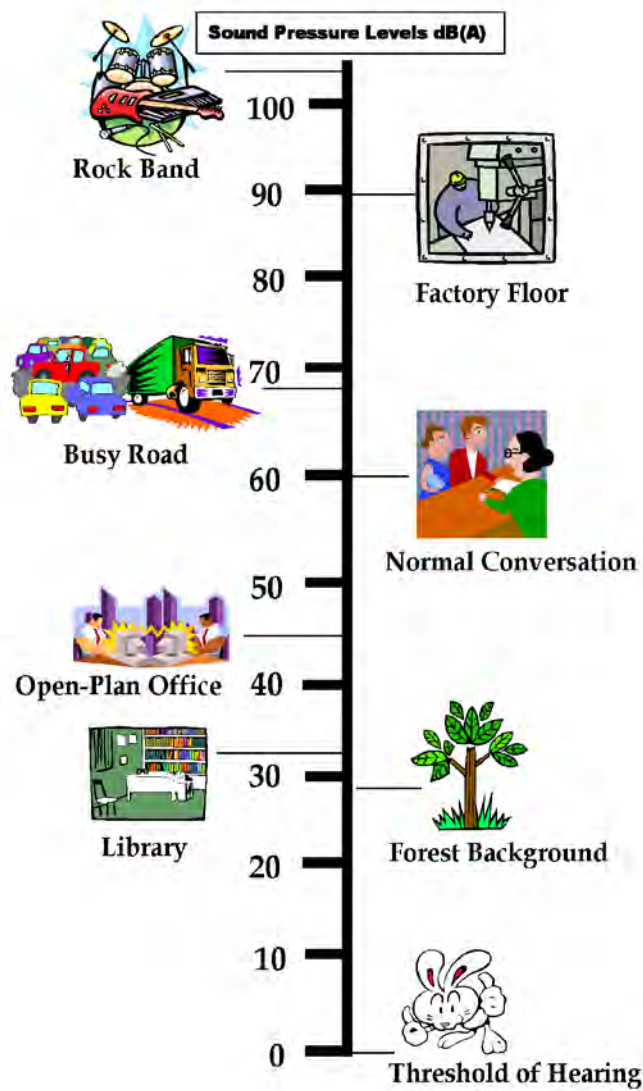 Sound Pressure Levels dB(A)
100
Rock Band
90
Factory Floor
80
70
Busy Road
60
Normal Conversation
50
Open-Plan Office
40
30
Library
Forest Background
20
10
0
Threshold of Hearing